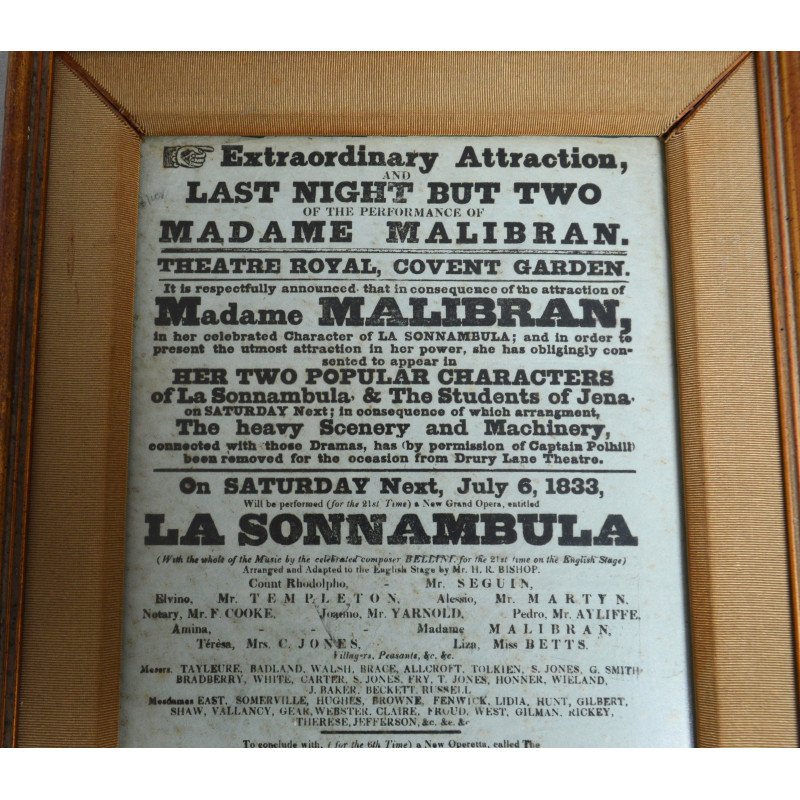 Extraordinary Attraction,
AND
LAST NIGHT BUT TWO
OF THE PERFORMANCE OF
MADAME MALIBRAN.
THEATRE ROYAL, COVENT GARDEN.
It is respectfully announced that in consequence of the attraction of
Madame MALIBRAN,
in her celebrated Character of LA SONNAMBULA; and in order to
present the utmost attraction in her power, she has obligingly con-
sented to appear in
HER TWO POPULAR CHARACTERS
of La Sonnambula & The Students of Jena
on SATURDAY Next; in consequence of which arrangment,
The heavy Scenery and Machinery,
connected with those Dramas, has (by permission of Captain Polhill)
been removed for the occasion from Drury Lane Theatre.
On SATURDAY Next, July 6, 1833,
Will be performed (for the 21st Time) a New Grand Opera, entitled
LA SONNAMBULA
(With the whole of the Music by the celebrated composer BELLINI. for the 21st time on the English Stage)
Arranged and Adapted to the English Stage by Mr. H. R. BISHOP.
Count Rhodolpho, - Mr. SEGUIN,
Elvino, Mr. TEMPLETON, Alessio, Mr. MARTYN,
Notary, Mr. F. COOKE, Joanno, Mr. YARNOLD, Pedro, Mr. AYLIFFE,
Amina, - - - - Madame MALIBRAN,
Térésa, Mrs. C. JONES, Liza, Miss BETTS.
Villagers, Peasants, &c. &c.
Messrs. TAYLEURE, BADLAND, WALSH, BRACE, ALLCROFT, TOLKIEN, S. JONES, G. SMITH
BRADBERRY, WHITE, CARTER, S. JONES, FRY, T. JONES, HONNER, WIELAND,
J. BAKER, BECKETT, RUSSELL
Mesdames EAST, SOMERVILLE, HUGHES, BROWNE, FENWICK, LIDIA, HUNT, GILBERT,
SHAW, VALLANCY, GEAR, WEBSTER, CLAIRE, PROUD, WEST, GILMAN, RICKEY,
THERESE, JEFFERSON, &c. &c. &c
To conclude with, (for the 6th Time) a New Operetta, called The